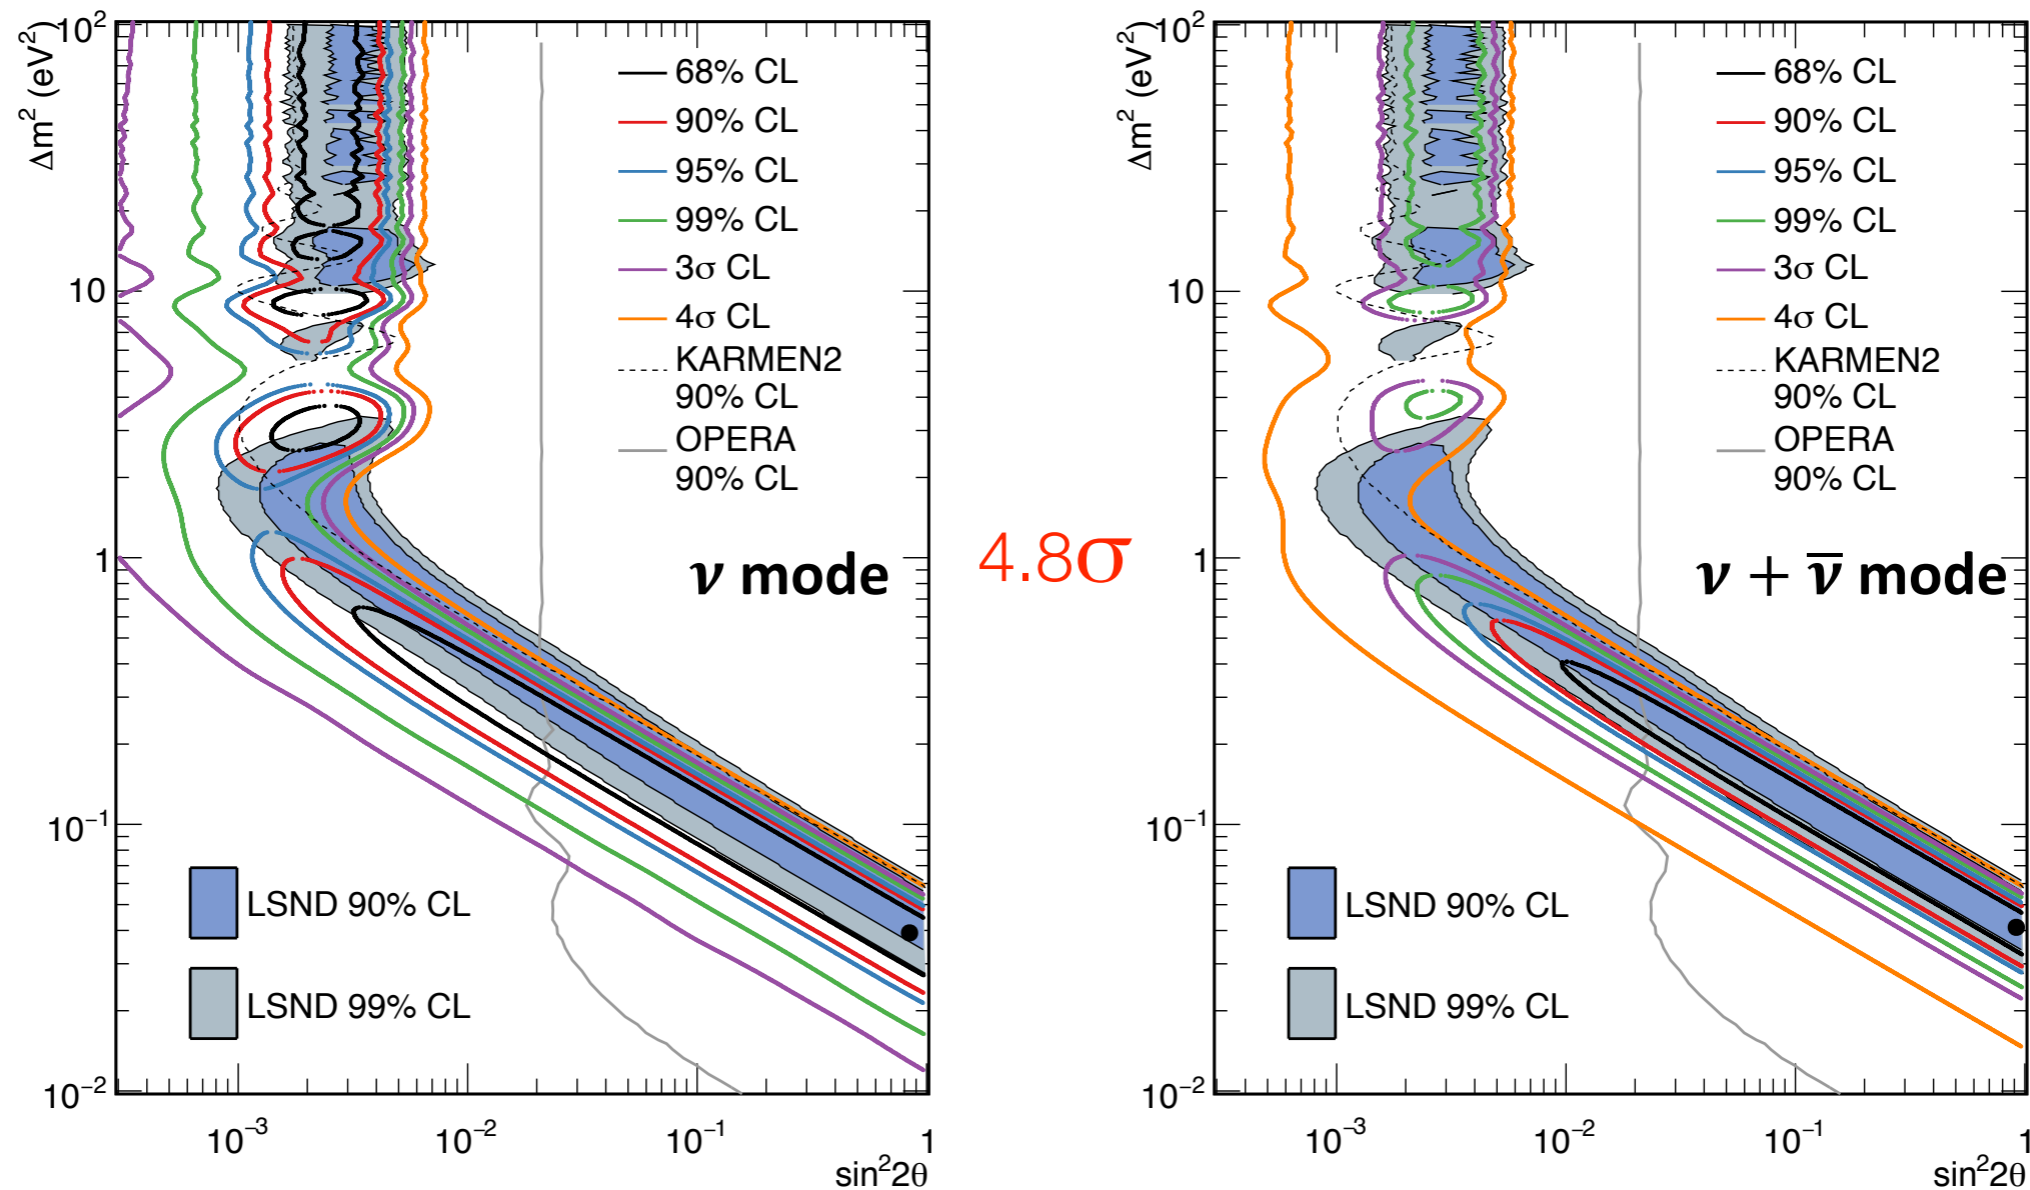 Δm² (eV²)
10²
10
1
10⁻¹
10⁻²
10⁻³
10⁻²
10⁻¹
1
sin²2θ
68% CL
90% CL
95% CL
99% CL
3σ CL
4σ CL
KARMEN2
90% CL
OPERA
90% CL
ν mode
LSND 90% CL
LSND 99% CL
4.8σ
Δm² (eV²)
10²
10
1
10⁻¹
10⁻²
10⁻³
10⁻²
10⁻¹
1
sin²2θ
68% CL
90% CL
95% CL
99% CL
3σ CL
4σ CL
KARMEN2
90% CL
OPERA
90% CL
ν + ν̅ mode
LSND 90% CL
LSND 99% CL